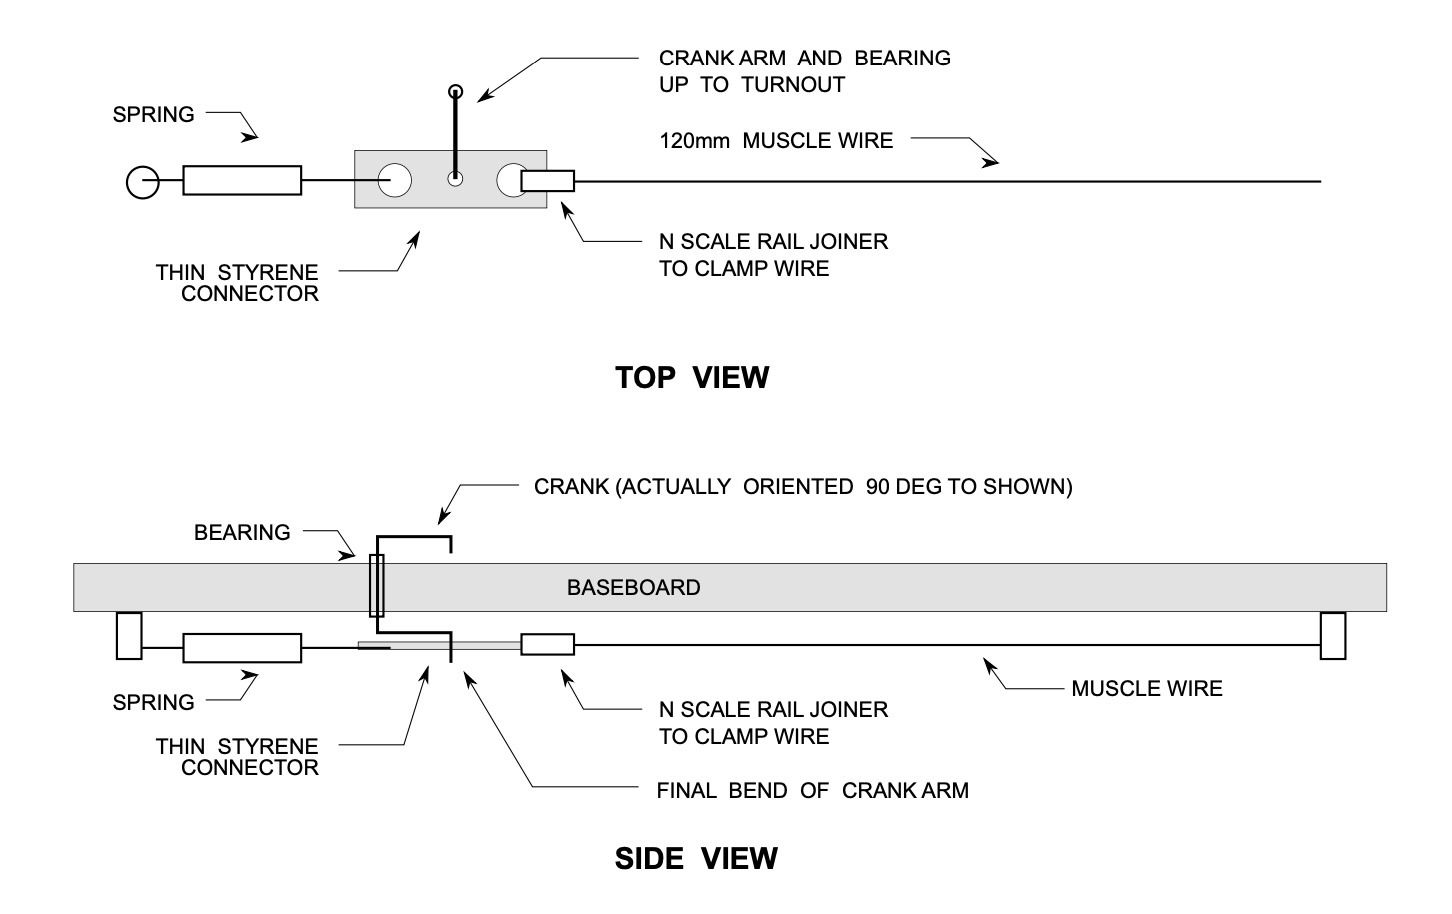 CRANK ARM AND BEARING
UP TO TURNOUT
SPRING
120mm MUSCLE WIRE
N SCALE RAIL JOINER
TO CLAMP WIRE
THIN STYRENE
CONNECTOR
TOP VIEW
CRANK (ACTUALLY ORIENTED 90 DEG TO SHOWN)
BEARING
BASEBOARD
SPRING
MUSCLE WIRE
N SCALE RAIL JOINER
TO CLAMP WIRE
THIN STYRENE
CONNECTOR
FINAL BEND OF CRANK ARM
SIDE VIEW